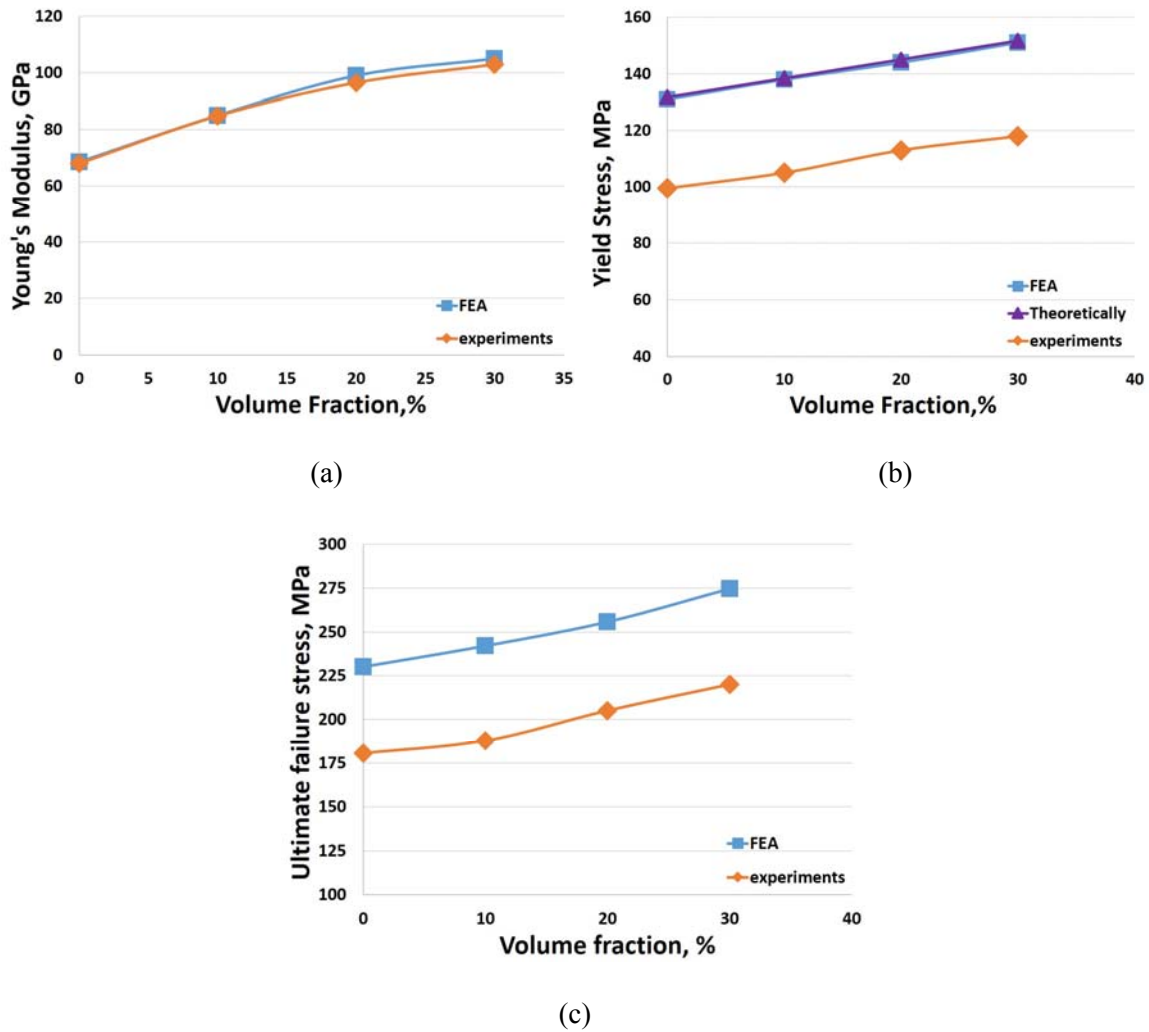 120
100
80
60
40
20
0
Young's Modulus, GPa
FEA
experiments
0 5 10 15 20 25 30 35
Volume Fraction,%
(a)
160
140
120
100
80
60
40
Yield Stress, MPa
FEA
Theoretically
experiments
0 10 20 30 40
Volume Fraction,%
(b)
300
275
250
225
200
175
150
125
100
Ultimate failure stress, MPa
FEA
experiments
0 10 20 30 40
Volume fraction, %
(c)